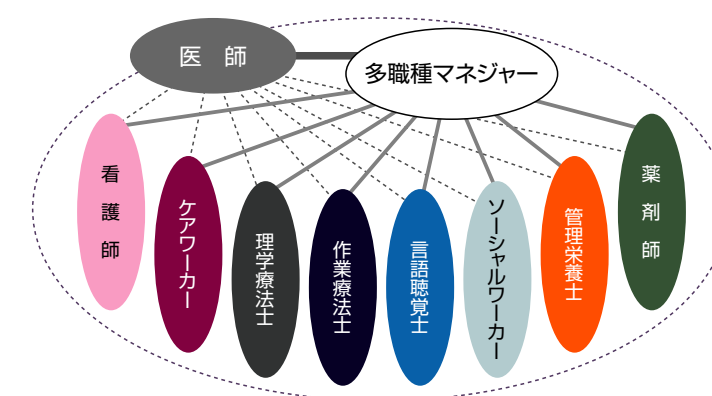 医 師
多職種マネジャー
看護師
ケアワーカー
理学療法士
作業療法士
言語聴覚士
ソーシャルワーカー
管理栄養士
薬剤師